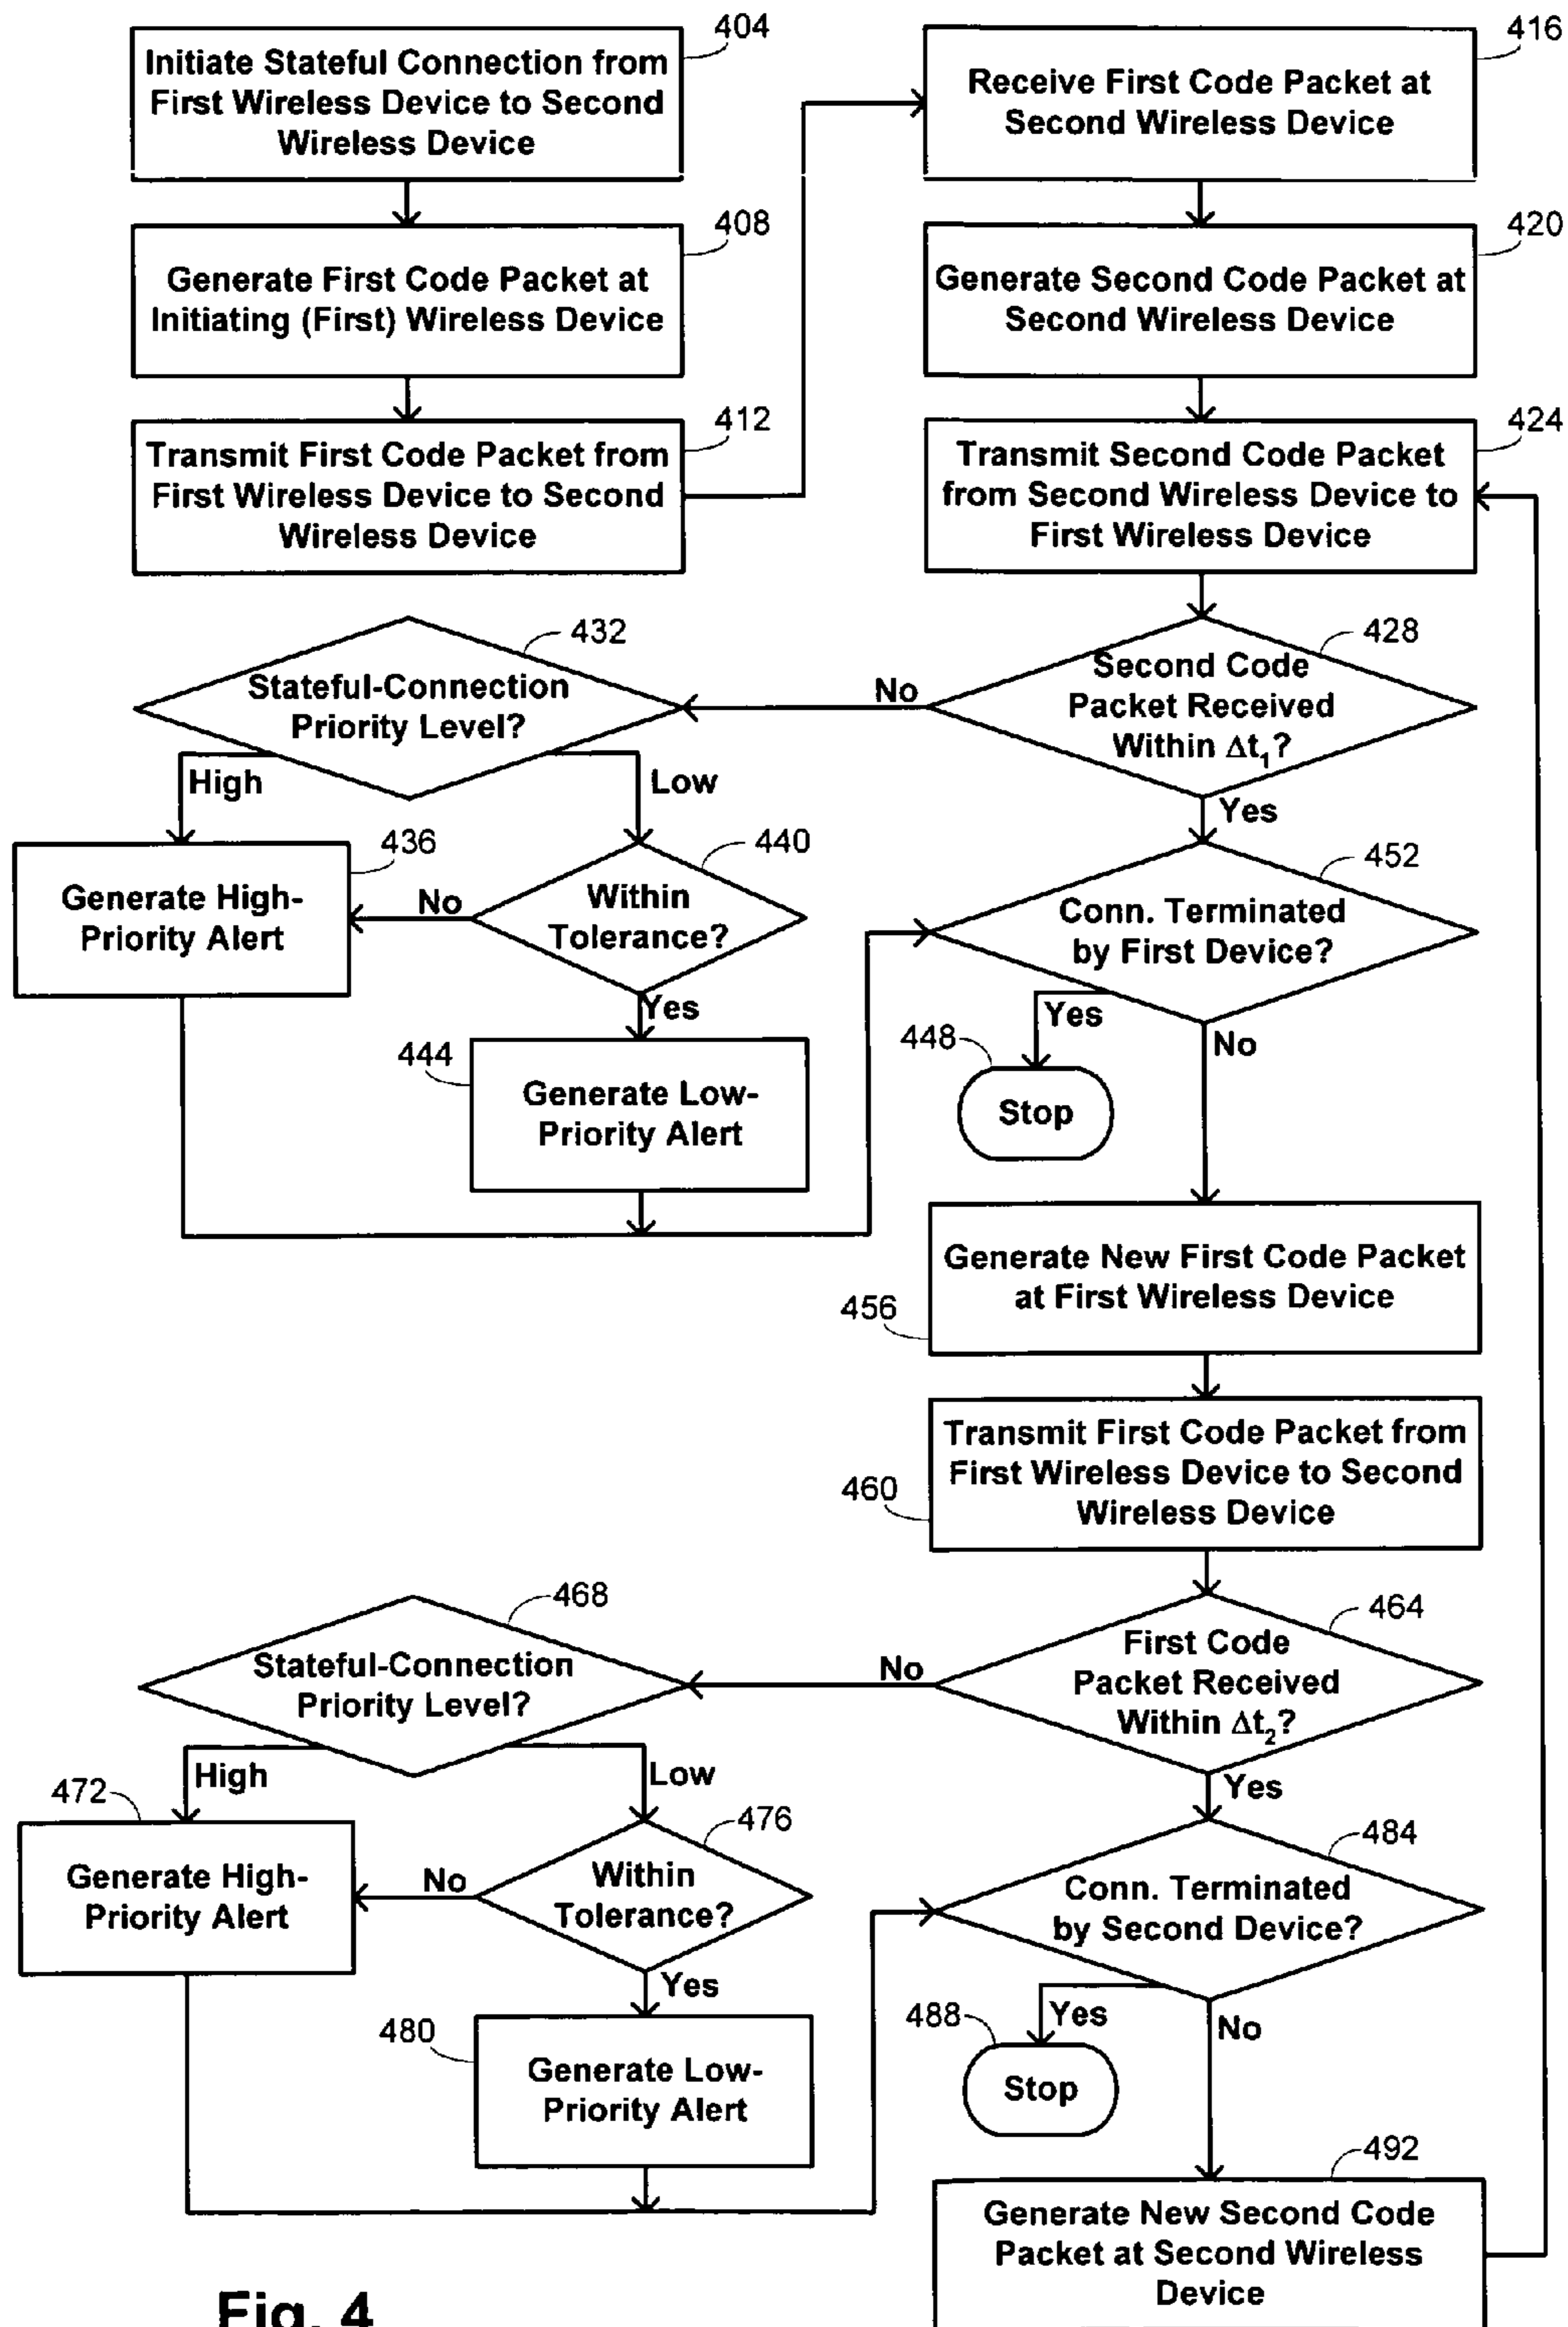 404
Initiate Stateful Connection from
First Wireless Device to Second
Wireless Device
408
Generate First Code Packet at
Initiating (First) Wireless Device
412
Transmit First Code Packet from
First Wireless Device to Second
Wireless Device
416
Receive First Code Packet at
Second Wireless Device
420
Generate Second Code Packet at
Second Wireless Device
424
Transmit Second Code Packet
from Second Wireless Device to
First Wireless Device
428
Second Code
Packet Received
Within Δt₁?
No
Yes
432
Stateful-Connection
Priority Level?
High
Low
436
Generate High-
Priority Alert
440
Within
Tolerance?
No
Yes
444
Generate Low-
Priority Alert
452
Conn. Terminated
by First Device?
Yes
No
448
Stop
Generate New First Code Packet
at First Wireless Device
456
Transmit First Code Packet from
First Wireless Device to Second
Wireless Device
460
464
First Code
Packet Received
Within Δt₂?
No
Yes
468
Stateful-Connection
Priority Level?
High
Low
472
Generate High-
Priority Alert
476
Within
Tolerance?
No
Yes
480
Generate Low-
Priority Alert
484
Conn. Terminated
by Second Device?
Yes
No
488
Stop
492
Generate New Second Code
Packet at Second Wireless
Device
Fig. 4